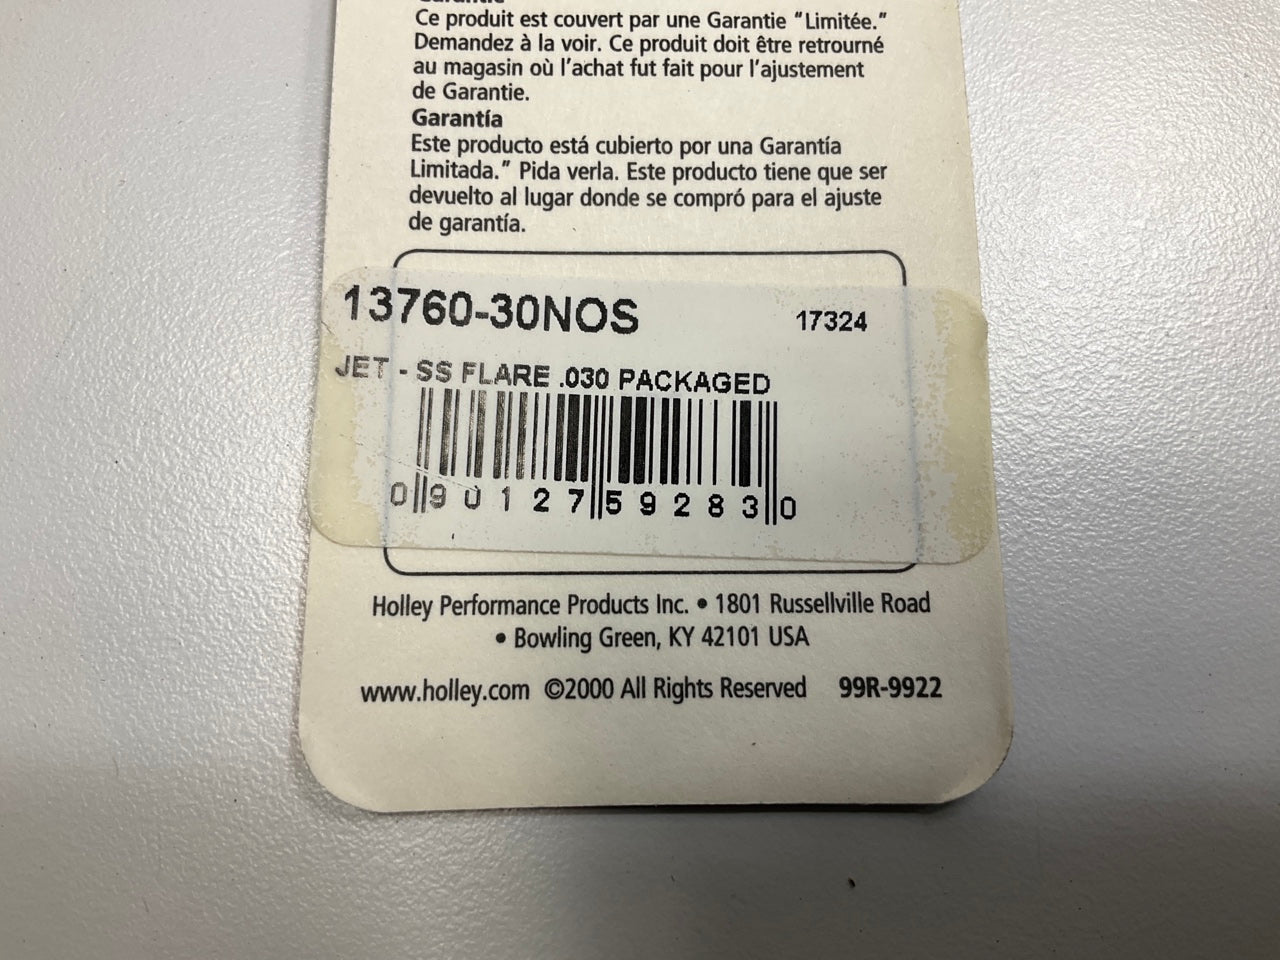 Garantie
Ce produit est couvert par une Garantie "Limitée."
Demandez à la voir. Ce produit doit être retrourné
au magasin où l'achat fut fait pour l'ajustement
de Garantie.
Garantía
Este producto está cubierto por una Garantía
Limitada." Pida verla. Este producto tiene que ser
devuelto al lugar donde se compró para el ajuste
de garantía.
13760-30NOS 17324
JET - SS FLARE .030 PACKAGED
0 90127 59283 0
Holley Performance Products Inc. • 1801 Russellville Road
• Bowling Green, KY 42101 USA
www.holley.com ©2000 All Rights Reserved 99R-9922